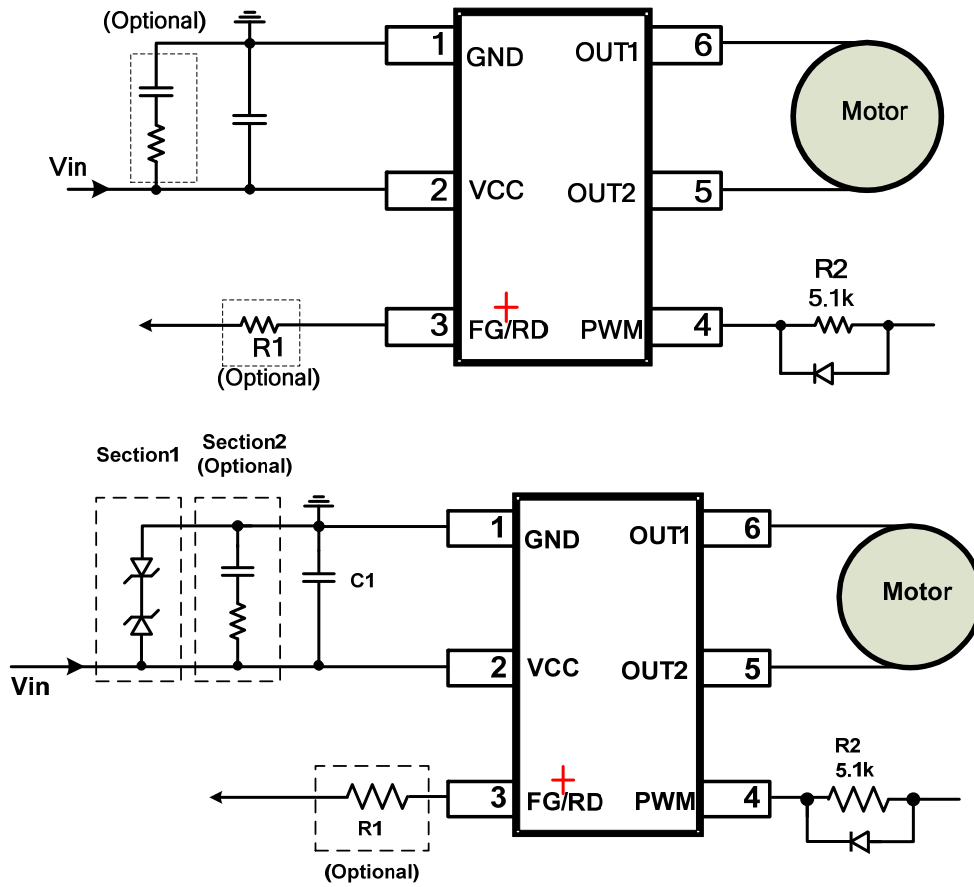 (Optional)
1
GND
OUT1
6
Motor
Vin
2
VCC
OUT2
5
R2
5.1k
3
FG/RD
PWM
4
R1
(Optional)
Section1
Section2
(Optional)
1
GND
OUT1
6
C1
Motor
Vin
2
VCC
OUT2
5
R2
5.1k
3
FG/RD
PWM
4
R1
(Optional)